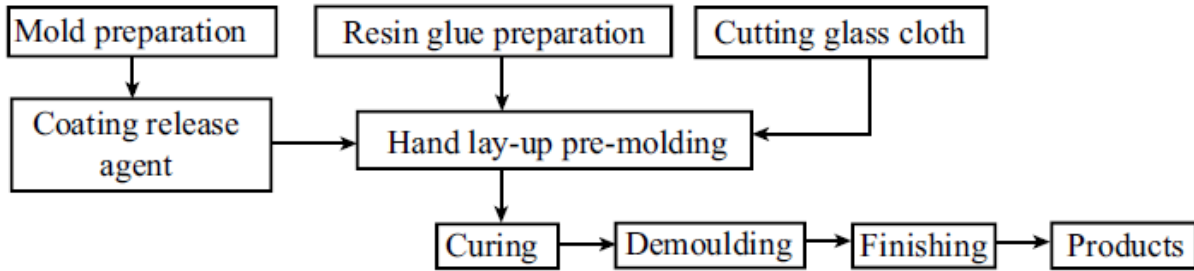 Mold preparation
Resin glue preparation
Cutting glass cloth
Coating release
agent
Hand lay-up pre-molding
Curing
Demoulding
Finishing
Products